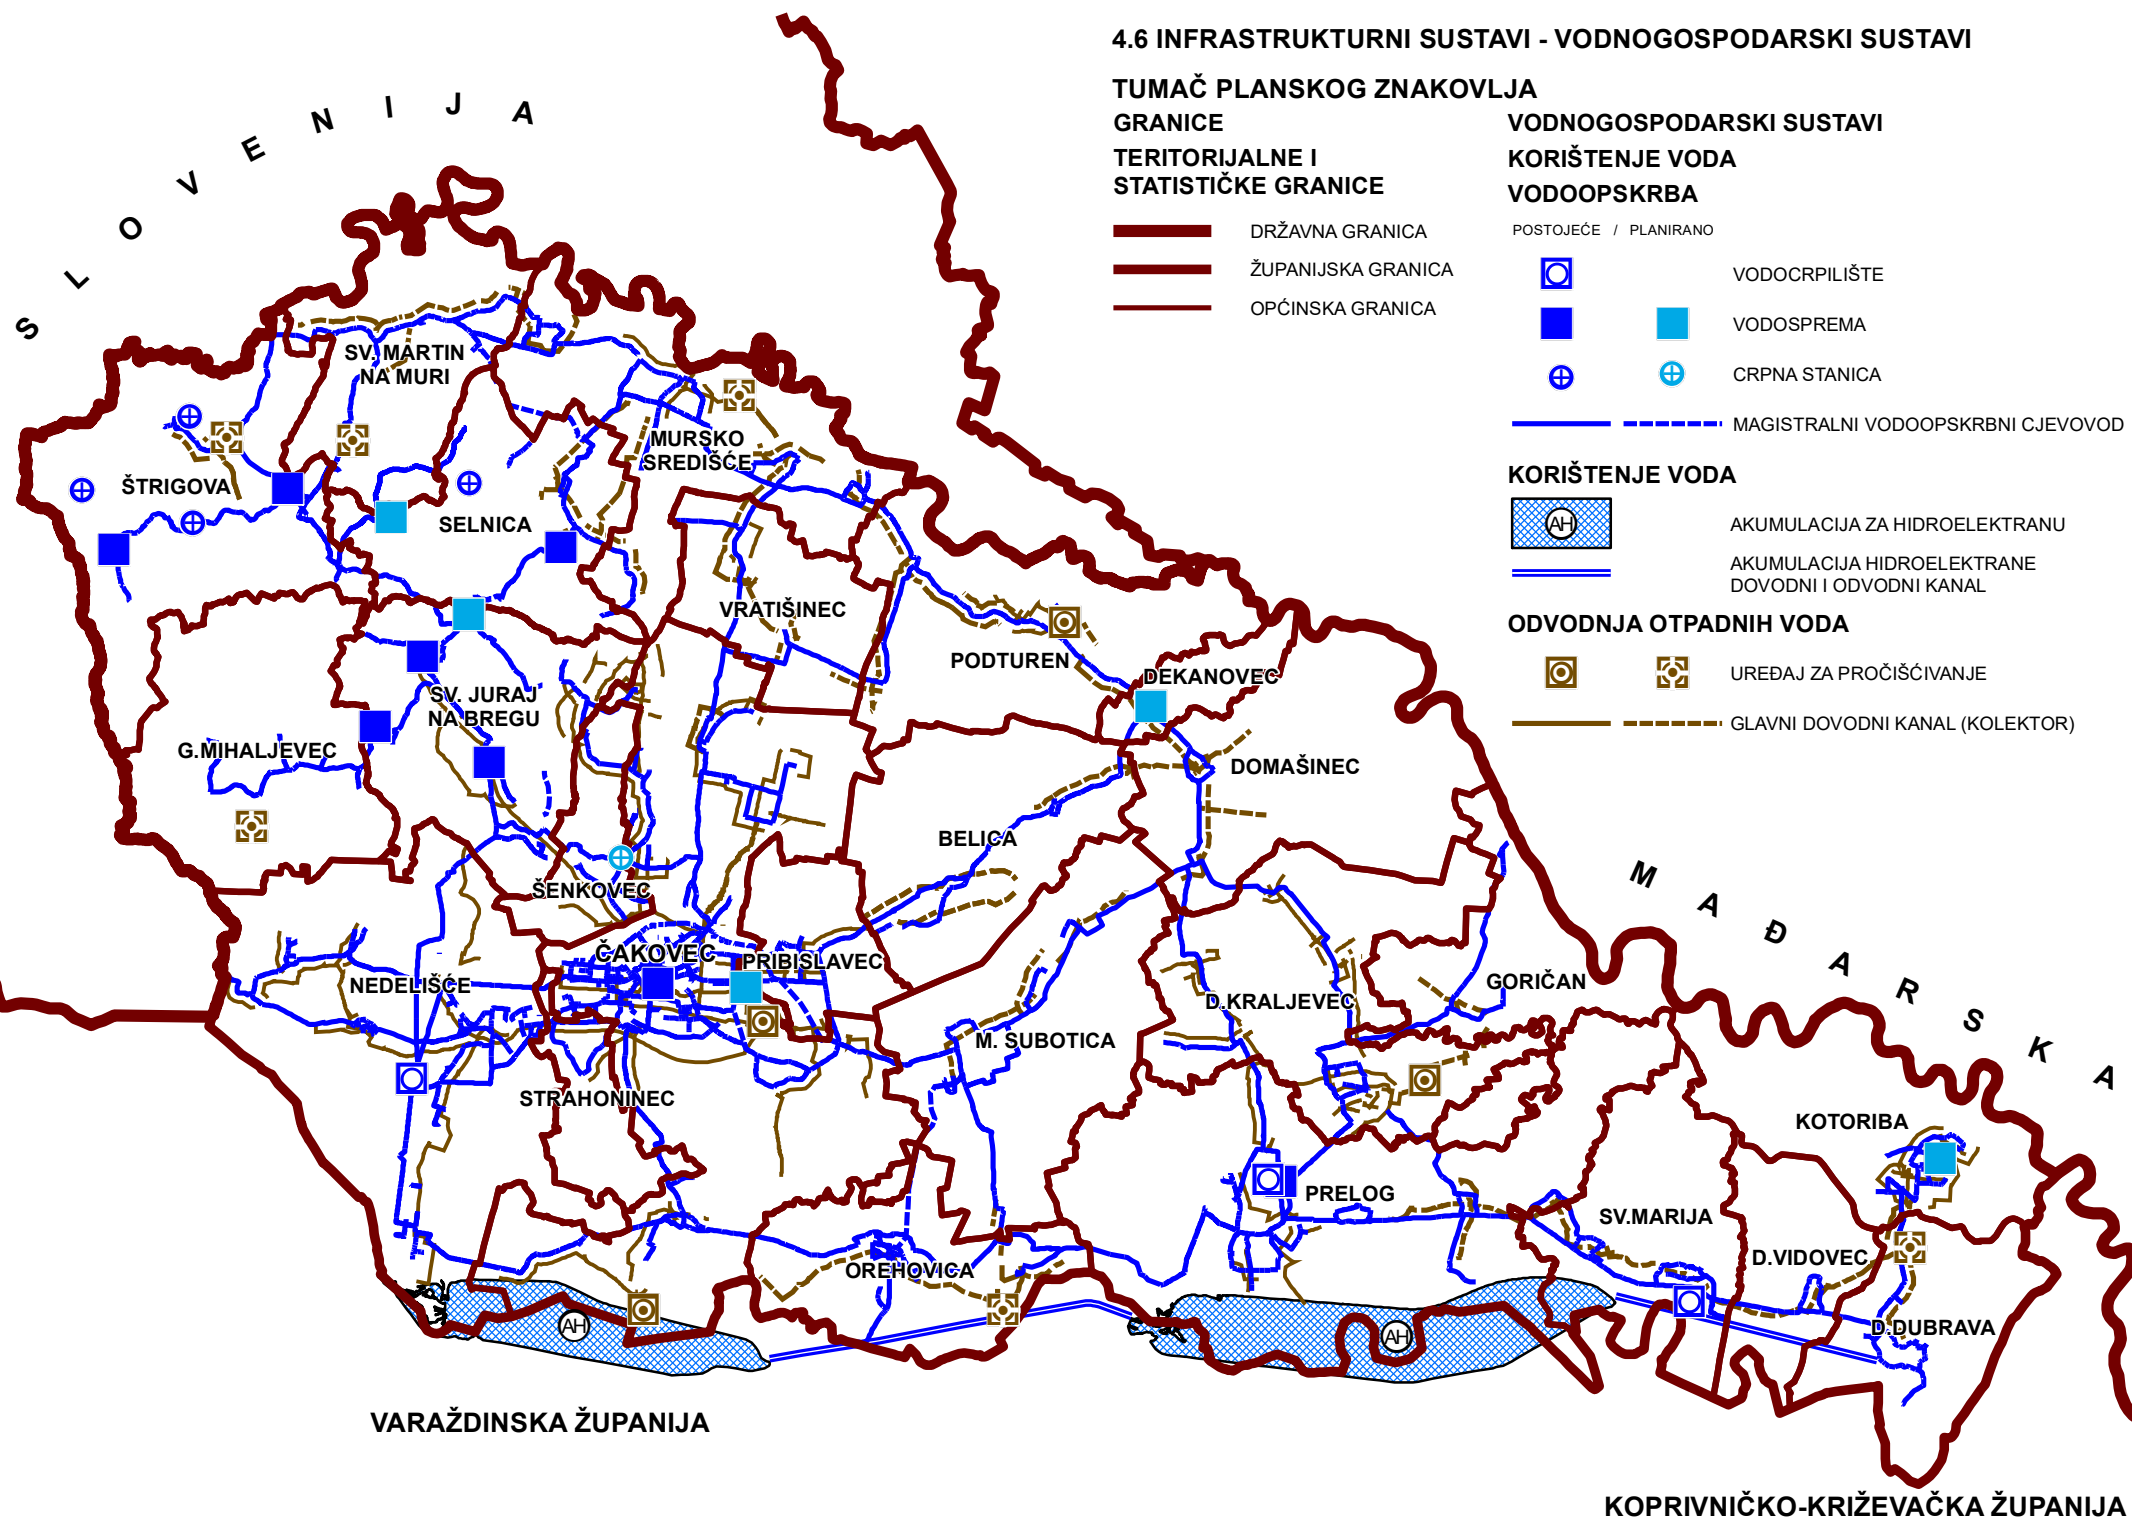 4.6 INFRASTRUKTURNI SUSTAVI - VODNOGOSPODARSKI SUSTAVI
TUMAČ PLANSKOG ZNAKOVLJA
GRANICE
TERITORIJALNE I
STATISTIČKE GRANICE
DRŽAVNA GRANICA
ŽUPANIJSKA GRANICA
OPĆINSKA GRANICA
VODNOGOSPODARSKI SUSTAVI
KORIŠTENJE VODA
VODOOPSKRBA
POSTOJEĆE / PLANIRANO
VODOCRPILIŠTE
VODOSPREMA
CRPNA STANICA
MAGISTRALNI VODOOPSKRBNI CJEVOVOD
KORIŠTENJE VODA
AH
AKUMULACIJA ZA HIDROELEKTRANU
AKUMULACIJA HIDROELEKTRANE
DOVODNI I ODVODNI KANAL
ODVODNJA OTPADNIH VODA
UREĐAJ ZA PROČIŠĆIVANJE
GLAVNI DOVODNI KANAL (KOLEKTOR)
SLOVENIJA
SV. MARTIN
NA MURI
MURSKO
SREDIŠĆE
ŠTRIGOVA
SELNICA
VRATIŠINEC
PODTUREN
DEKANOVEC
SV. JURAJ
NA BREGU
G.MIHALJEVEC
DOMAŠINEC
BELICA
ŠENKOVEC
MAĐARSKA
ČAKOVEC
PRIBISLAVEC
NEDELIŠĆE
GORIČAN
D.KRALJEVEC
M. SUBOTICA
STRAHONINEC
KOTORIBA
PRELOG
SV.MARIJA
D.VIDOVEC
OREHOVICA
AH
AH
D.DUBRAVA
VARAŽDINSKA ŽUPANIJA
KOPRIVNIČKO-KRIŽEVAČKA ŽUPANIJA